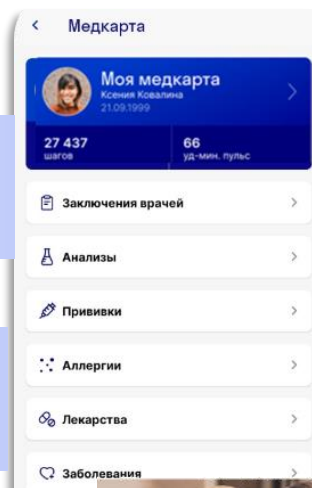 Медкарта
Моя медкарта
Ксения Ковалина
21.09.1999
27 437
шагов
66
уд-мин. пульс
Заключения врачей
Анализы
Прививки
Аллергии
Лекарства
Заболевания